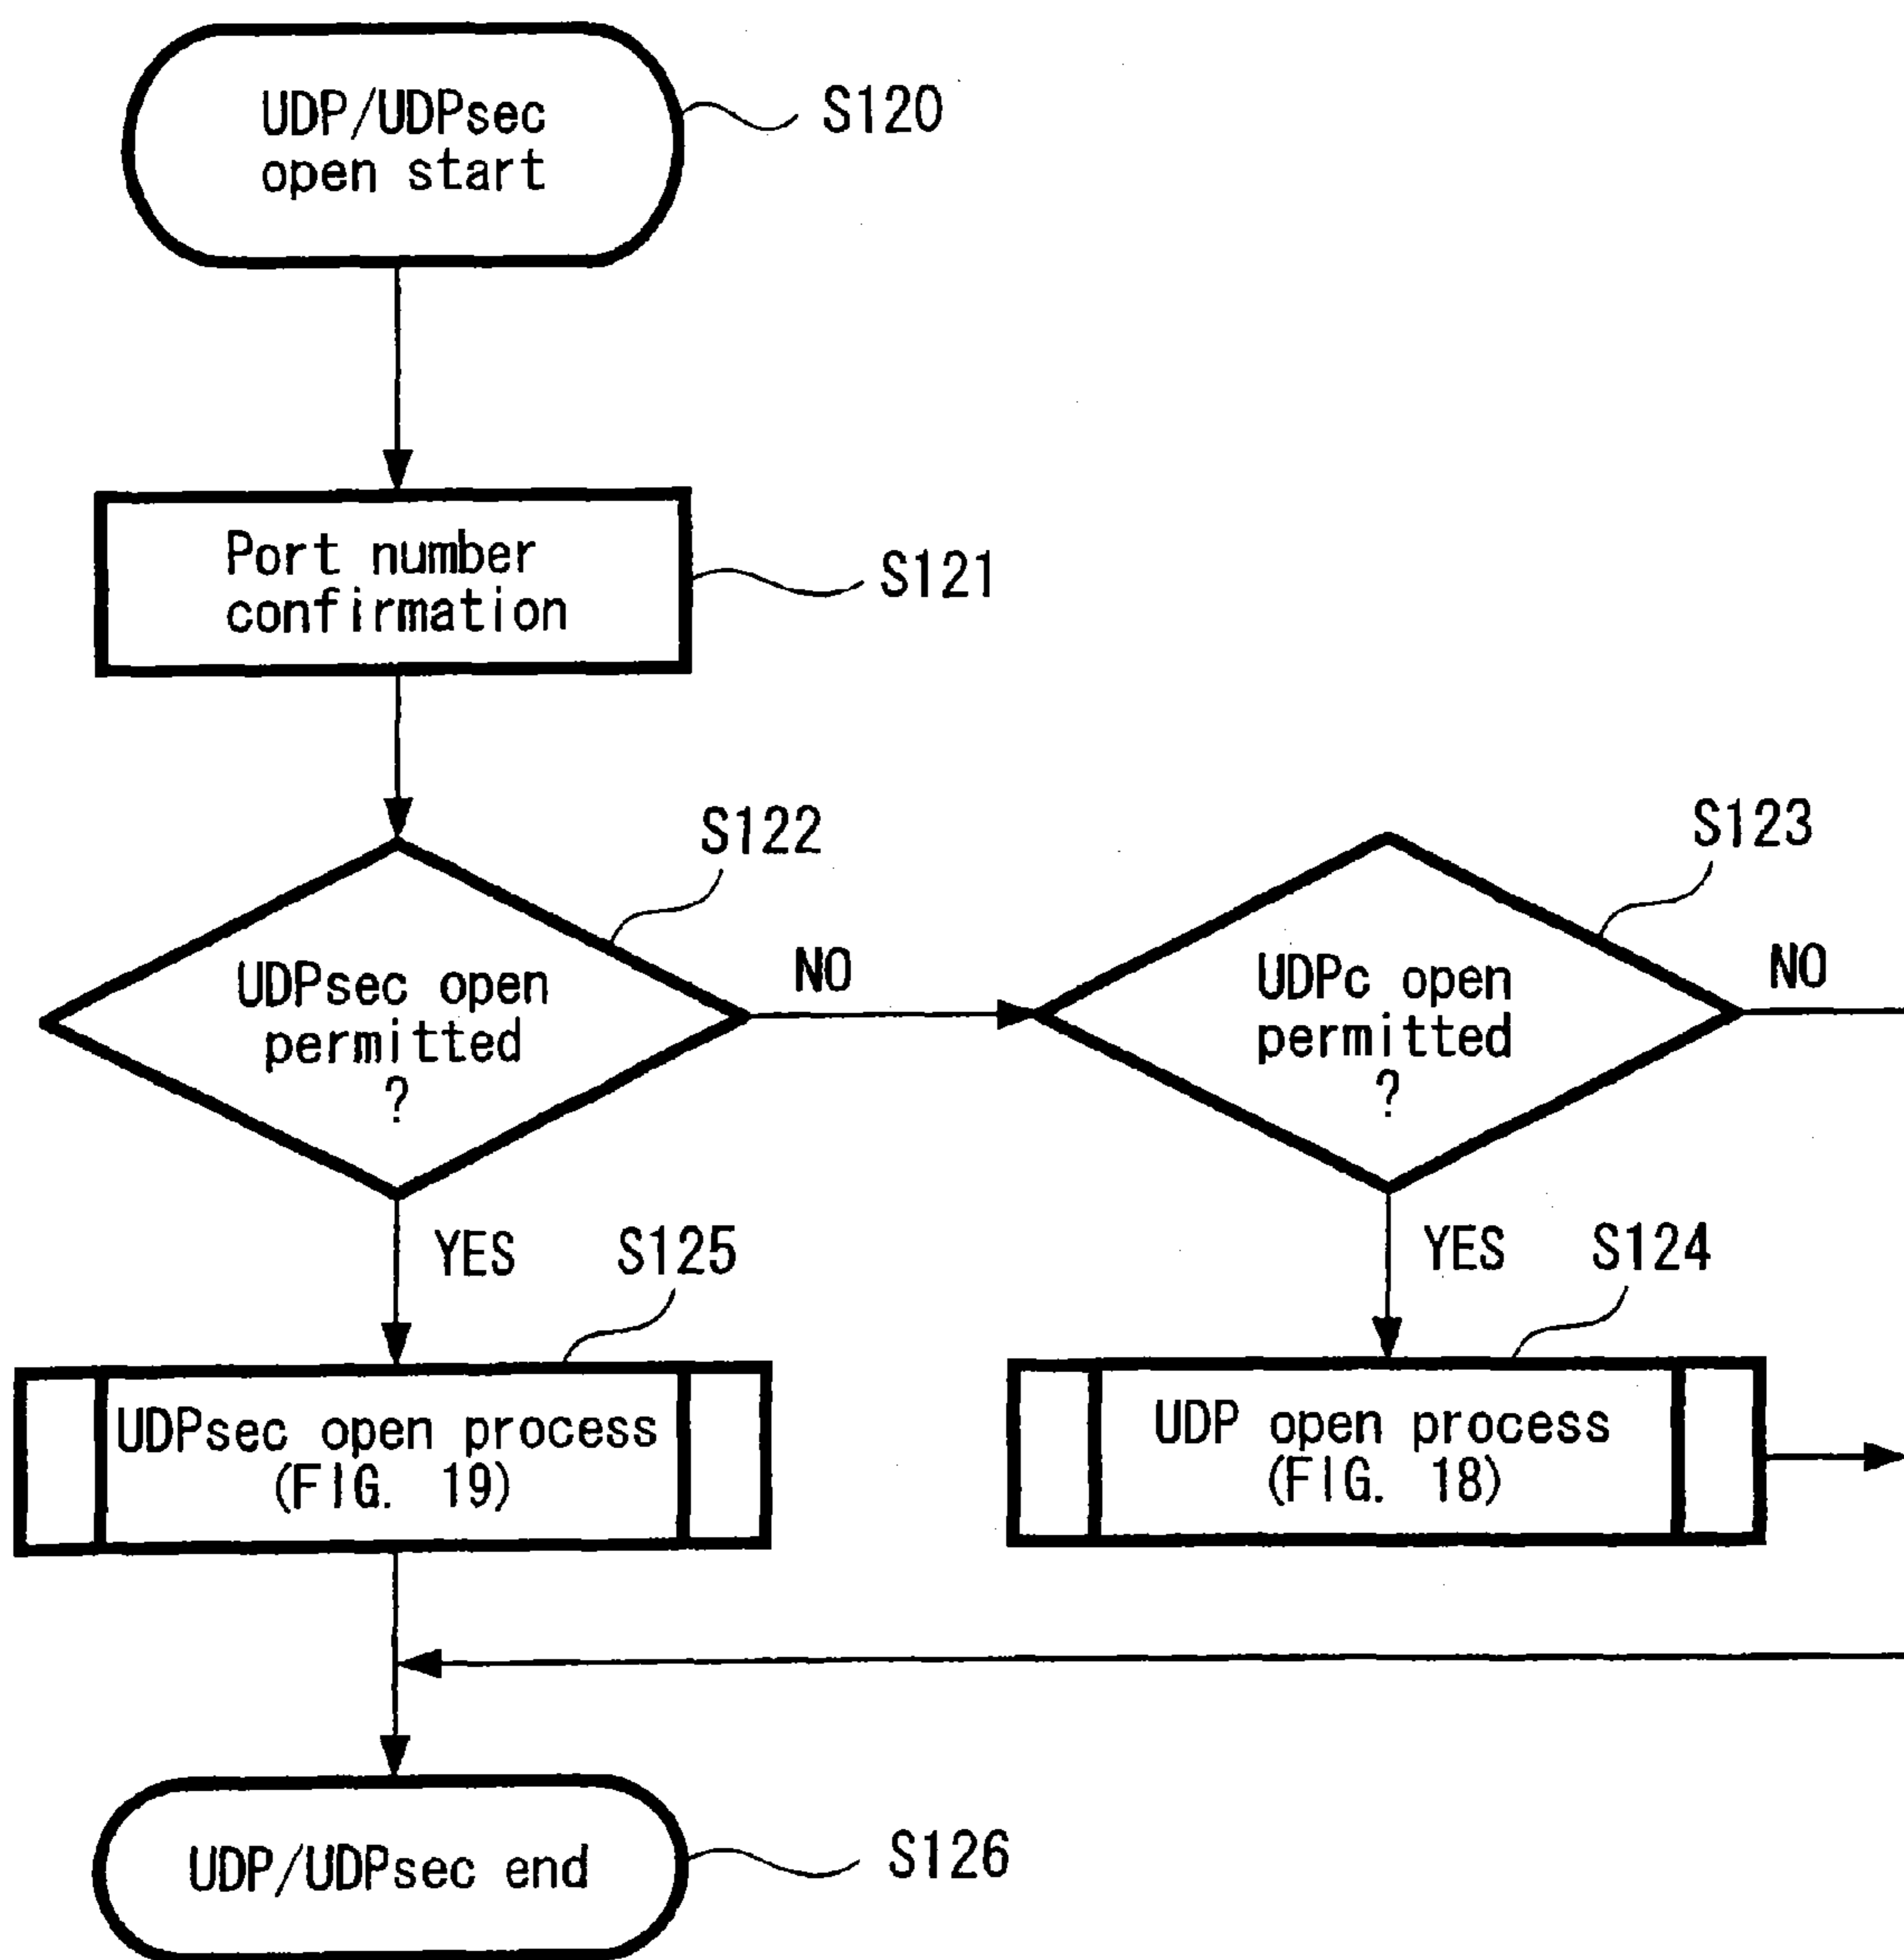 UDP/UDPsec
open start
S120
Port number
confirmation
S121
S122
UDPsec open
permitted
?
NO
S123
UDPc open
permitted
?
NO
YES
S125
YES
S124
UDPsec open process
(FIG. 19)
UDP open process
(FIG. 18)
UDP/UDPsec end
S126